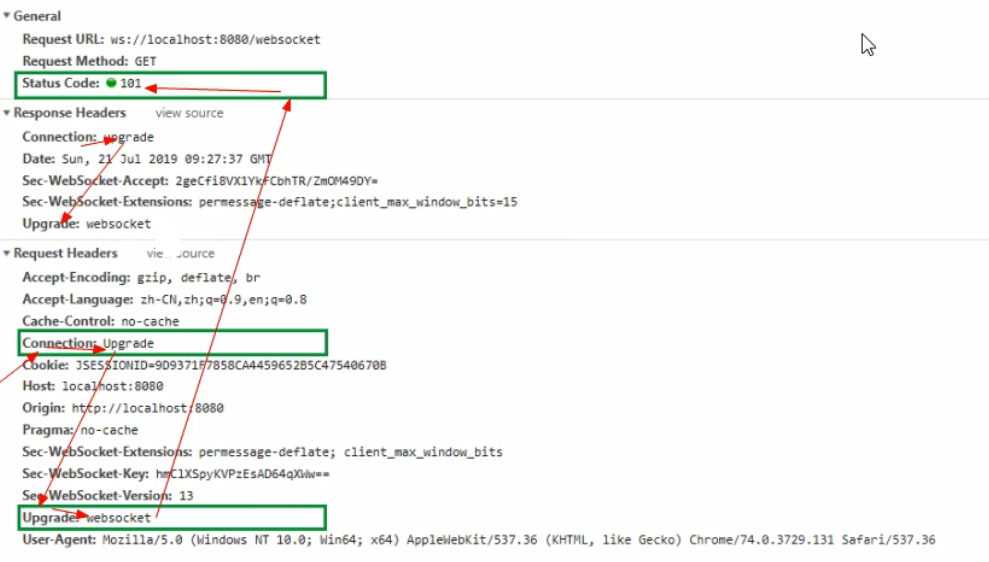 General
Request URL: ws://localhost:8080/websocket
Request Method: GET
Status Code: 101
Response Headers view source
Connection: upgrade
Date: Sun, 21 Jul 2019 09:27:37 GMT
Sec-WebSocket-Accept: 2geCfi8VX1YkFCbhTR/ZmOM49DY=
Sec-WebSocket-Extensions: permessage-deflate;client_max_window_bits=15
Upgrade: websocket
Request Headers source
Accept-Encoding: gzip, deflate, br
Accept-Language: zh-CN,zh;q=0.9,en;q=0.8
Cache-Control: no-cache
Connection: Upgrade
Cookie: JSESSIONID=9D9371F7858CA4459652B5C47540670B
Host: localhost:8080
Origin: http://localhost:8080
Pragma: no-cache
Sec-WebSocket-Extensions: permessage-deflate; client_max_window_bits
Sec-WebSocket-Key: hmClXSpyKVPzEsAD64qXWw==
Sec-WebSocket-Version: 13
Upgrade: websocket
User-Agent: Mozilla/5.0 (Windows NT 10.0; Win64; x64) AppleWebKit/537.36 (KHTML, like Gecko) Chrome/74.0.3729.131 Safari/537.36